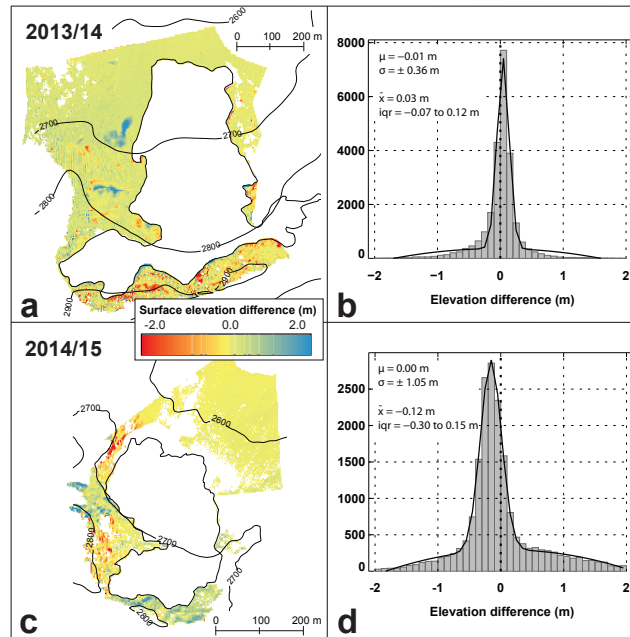 2013/14
2600
0 100 200 m
2700
2700
2800
2800
2900
2900
a
Surface elevation difference (m)
-2.0 0.0 2.0
8000
6000
4000
2000
0
μ = −0.01 m
σ = ± 0.36 m
x̃ = 0.03 m
iqr = −0.07 to 0.12 m
−2 −1 0 1 2
Elevation difference (m)
b
2014/15
2700
2600
2800
2700
2700
2800
0 100 200 m
c
2500
2000
1500
1000
500
0
μ = 0.00 m
σ = ± 1.05 m
x̃ = −0.12 m
iqr = −0.30 to 0.15 m
−2 −1 0 1 2
Elevation difference (m)
d